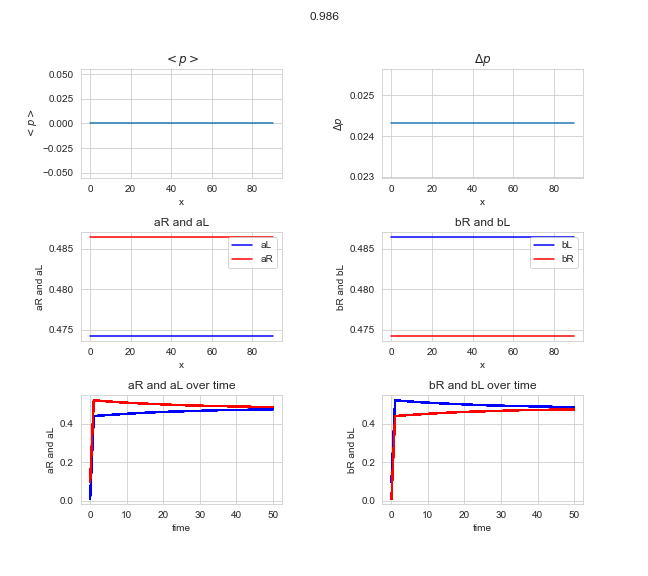 0.986
< p >
Δp
0.050
0.025
0.000
−0.025
−0.050
< p >
0 20 40 60 80
x
0.025
0.024
0.023
Δp
0 20 40 60 80
x
aR and aL
bR and bL
0.485
0.480
0.475
aR and aL
aL
aR
0 20 40 60 80
x
0.485
0.480
0.475
bR and bL
bL
bR
0 20 40 60 80
x
aR and aL over time
bR and bL over time
0.4
0.2
0.0
aR and aL
0 10 20 30 40 50
time
0.4
0.2
0.0
bR and bL
0 10 20 30 40 50
time